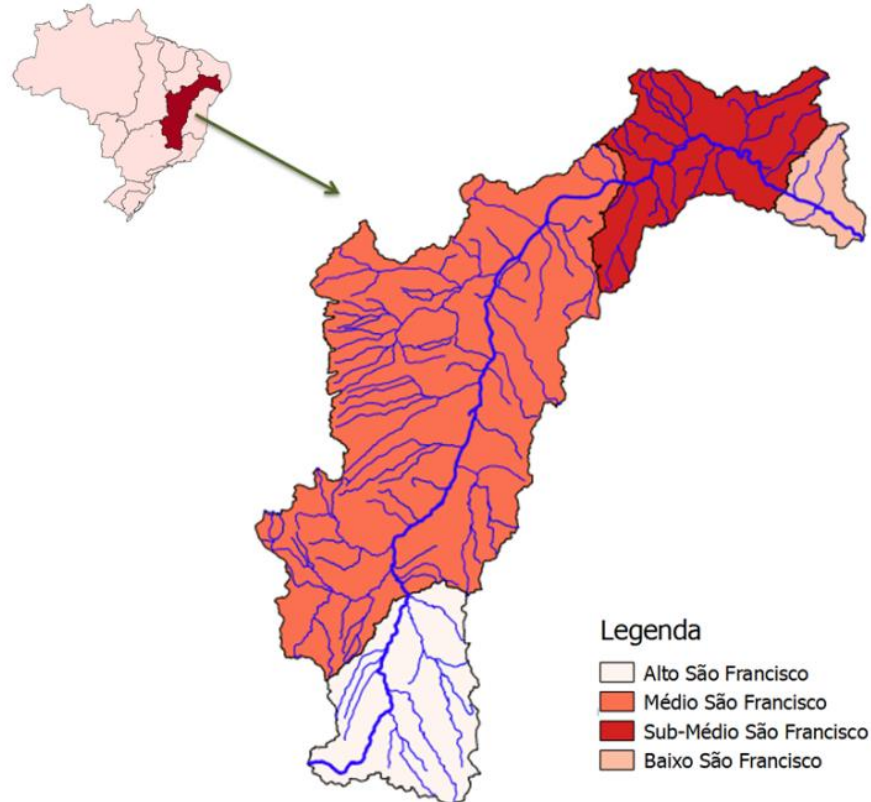 Legenda
Alto São Francisco
Médio São Francisco
Sub-Médio São Francisco
Baixo São Francisco